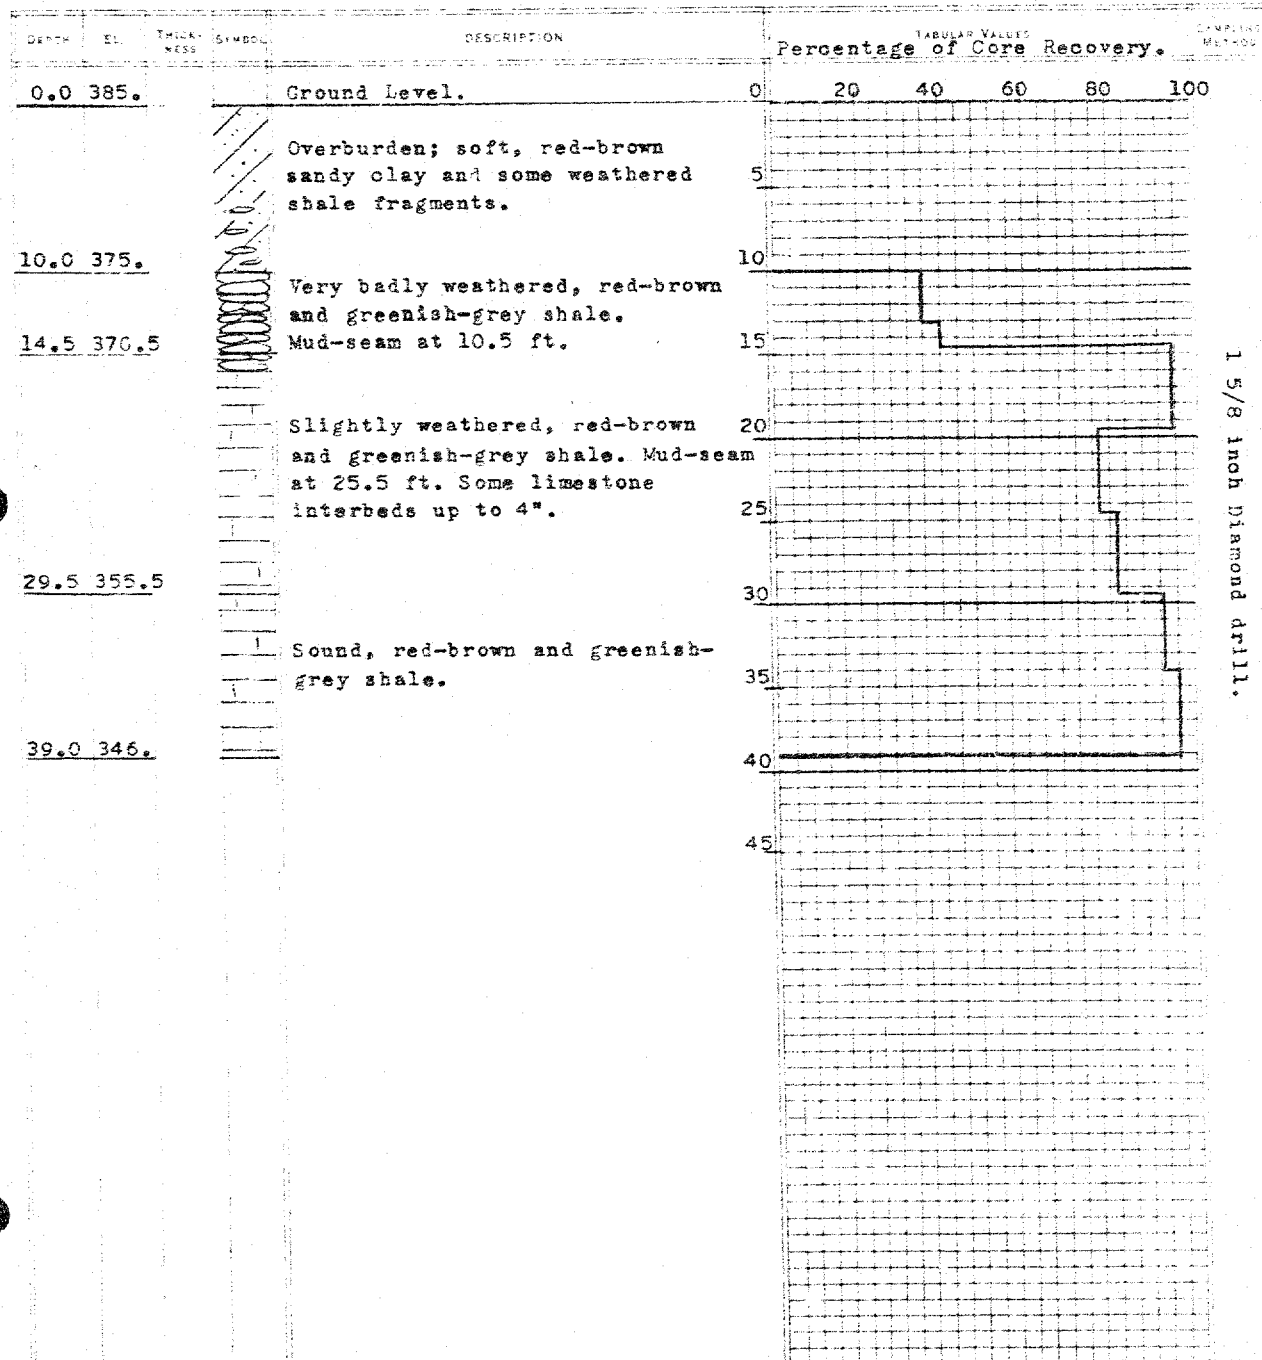 DEPTH EL. THICK-NESS SYMBOL DESCRIPTION TABULAR VALUES SAMPLING METHOD
Percentage of Core Recovery.
0.0 385. Ground Level. 0 20 40 60 80 100
Overburden; soft, red-brown
sandy clay and some weathered 5
shale fragments.
10.0 375. 10
Very badly weathered, red-brown
and greenish-grey shale.
14.5 370.5 Mud-seam at 10.5 ft. 15
Slightly weathered, red-brown 20
and greenish-grey shale. Mud-seam
at 25.5 ft. Some limestone
interbeds up to 4". 25
29.5 355.5 30
Sound, red-brown and greenish-
grey shale. 35
39.0 346. 40
45
1 5/8 inch Diamond drill.